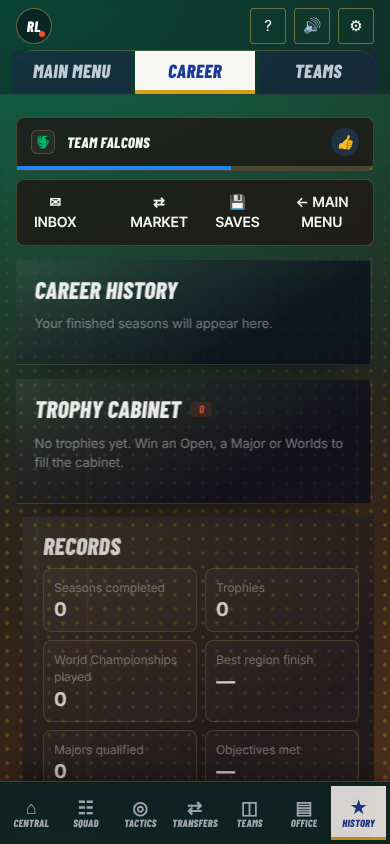 RL
?
MAIN MENU
CAREER
TEAMS
TEAM FALCONS
INBOX
MARKET
SAVES
← MAIN
MENU
CAREER HISTORY
Your finished seasons will appear here.
TROPHY CABINET 0
No trophies yet. Win an Open, a Major or Worlds to
fill the cabinet.
RECORDS
Seasons completed
0
Trophies
0
World Championships
played
0
Best region finish
—
Majors qualified
0
Objectives met
—
CENTRAL
SQUAD
TACTICS
TRANSFERS
TEAMS
OFFICE
HISTORY